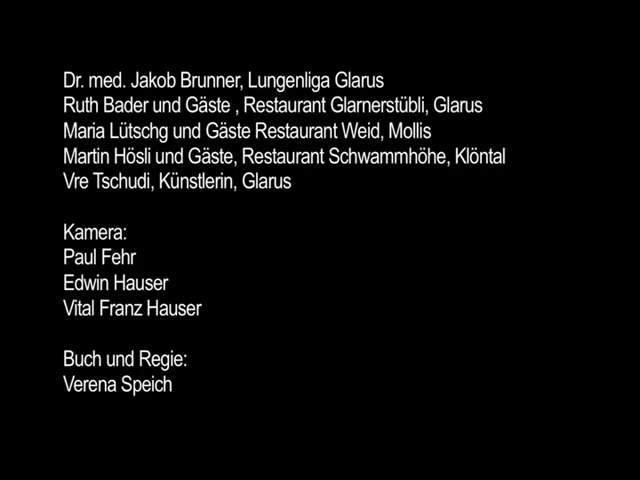 Dr. med. Jakob Brunner, Lungenliga Glarus
Ruth Bader und Gäste , Restaurant Glarnerstübli, Glarus
Maria Lütschg und Gäste Restaurant Weid, Mollis
Martin Hösli und Gäste, Restaurant Schwammhöhe, Klöntal
Vre Tschudi, Künstlerin, Glarus
Kamera:
Paul Fehr
Edwin Hauser
Vital Franz Hauser
Buch und Regie:
Verena Speich